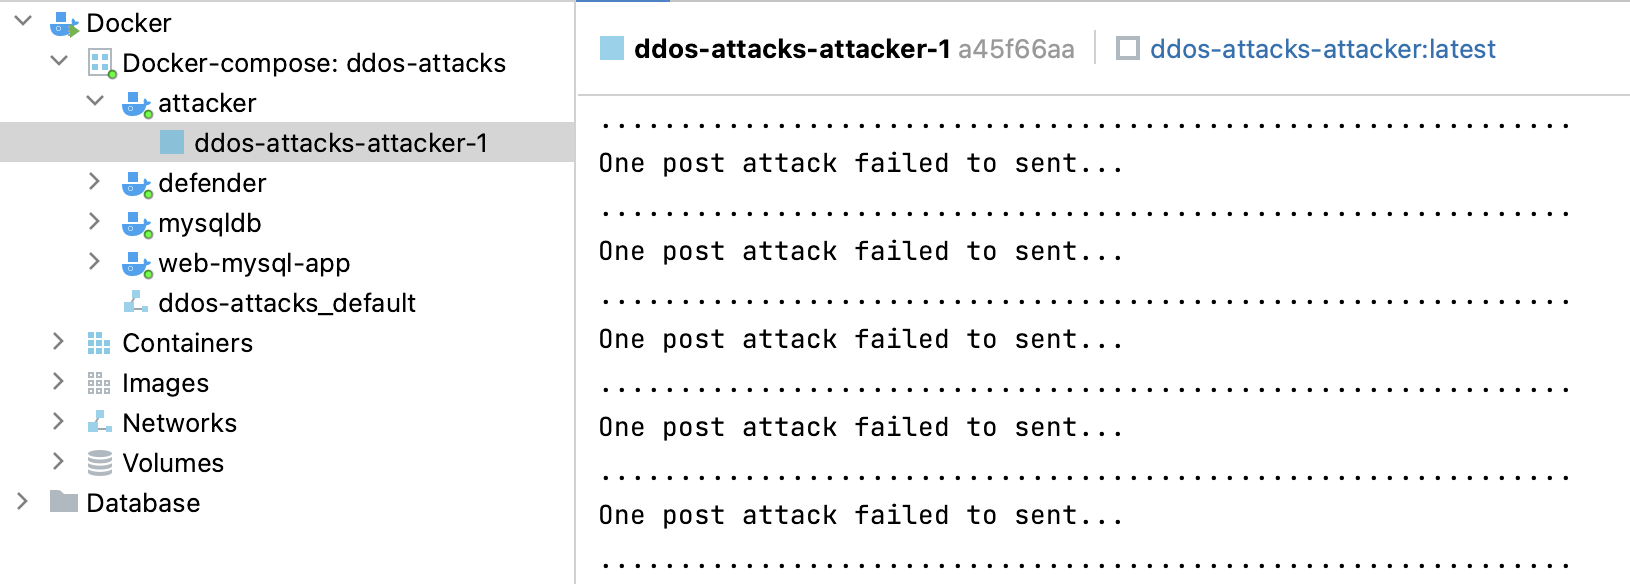 Docker
Docker-compose: ddos-attacks
attacker
ddos-attacks-attacker-1
defender
mysqldb
web-mysql-app
ddos-attacks_default
Containers
Images
Networks
Volumes
Database
ddos-attacks-attacker-1 a45f66aa ddos-attacks-attacker:latest
.............................................................
One post attack failed to sent...
.............................................................
One post attack failed to sent...
.............................................................
One post attack failed to sent...
.............................................................
One post attack failed to sent...
.............................................................
One post attack failed to sent...
.............................................................